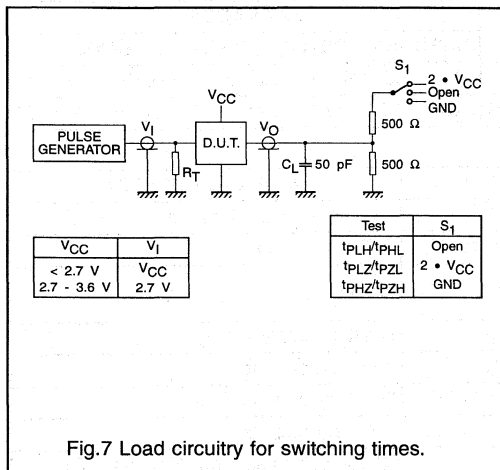 S1
2 • VCC
Open
GND
VCC
500 Ω
PULSE
GENERATOR
VI
D.U.T.
VO
RT
CL
50 pF
500 Ω
VCC VI
< 2.7 V VCC
2.7 - 3.6 V 2.7 V
Test S1
tPLH/tPHL Open
tPLZ/tPZL 2 • VCC
tPHZ/tPZH GND
Fig.7 Load circuitry for switching times.